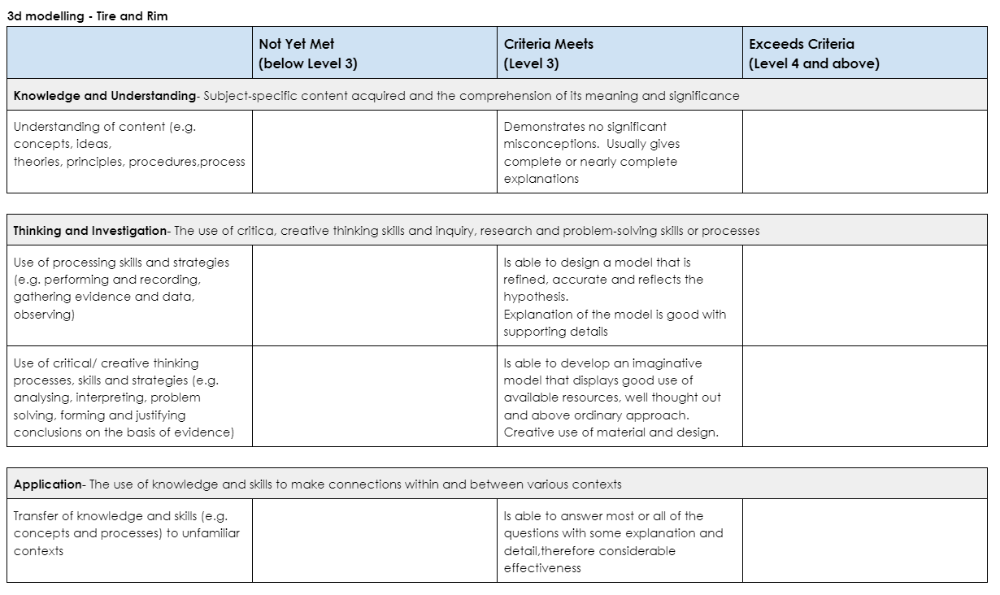 3d modelling - Tire and Rim
Not Yet Met
(below Level 3)
Criteria Meets
(Level 3)
Exceeds Criteria
(Level 4 and above)
Knowledge and Understanding- Subject-specific content acquired and the comprehension of its meaning and significance
Understanding of content (e.g.
concepts, ideas,
theories, principles, procedures,process
Demonstrates no significant
misconceptions.  Usually gives
complete or nearly complete
explanations
Thinking and Investigation- The use of critica, creative thinking skills and inquiry, research and problem-solving skills or processes
Use of processing skills and strategies
(e.g. performing and recording,
gathering evidence and data,
observing)
Is able to design a model that is
refined, accurate and reflects the
hypothesis.
Explanation of the model is good with
supporting details
Use of critical/ creative thinking
processes, skills and strategies (e.g.
analysing, interpreting, problem
solving, forming and justifying
conclusions on the basis of evidence)
Is able to develop an imaginative
model that displays good use of
available resources, well thought out
and above ordinary approach.
Creative use of material and design.
Application- The use of knowledge and skills to make connections within and between various contexts
Transfer of knowledge and skills (e.g.
concepts and processes) to unfamiliar
contexts
Is able to answer most or all of the
questions with some explanation and
detail,therefore considerable
effectiveness